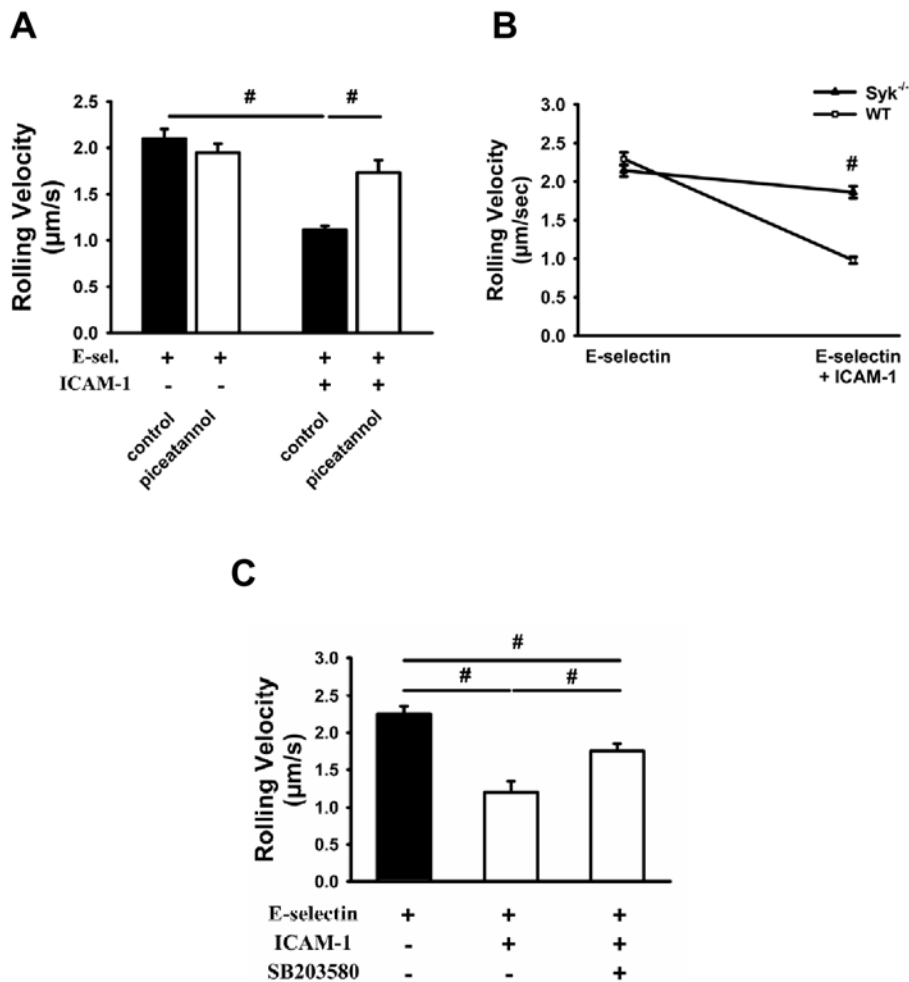 A
# #
Rolling Velocity
(µm/s)
2.5
2.0
1.5
1.0
0.5
0.0
E-sel. + + + +
ICAM-1 - - + +
control
piceatannol
control
piceatannol
B
Syk-/-
WT
#
Rolling Velocity
(µm/sec)
3.0
2.5
2.0
1.5
1.0
0.5
0.0
E-selectin
E-selectin
+ ICAM-1
C
#
# #
Rolling Velocity
(µm/s)
3.0
2.5
2.0
1.5
1.0
0.5
0.0
E-selectin + + +
ICAM-1 - + +
SB203580 - - +